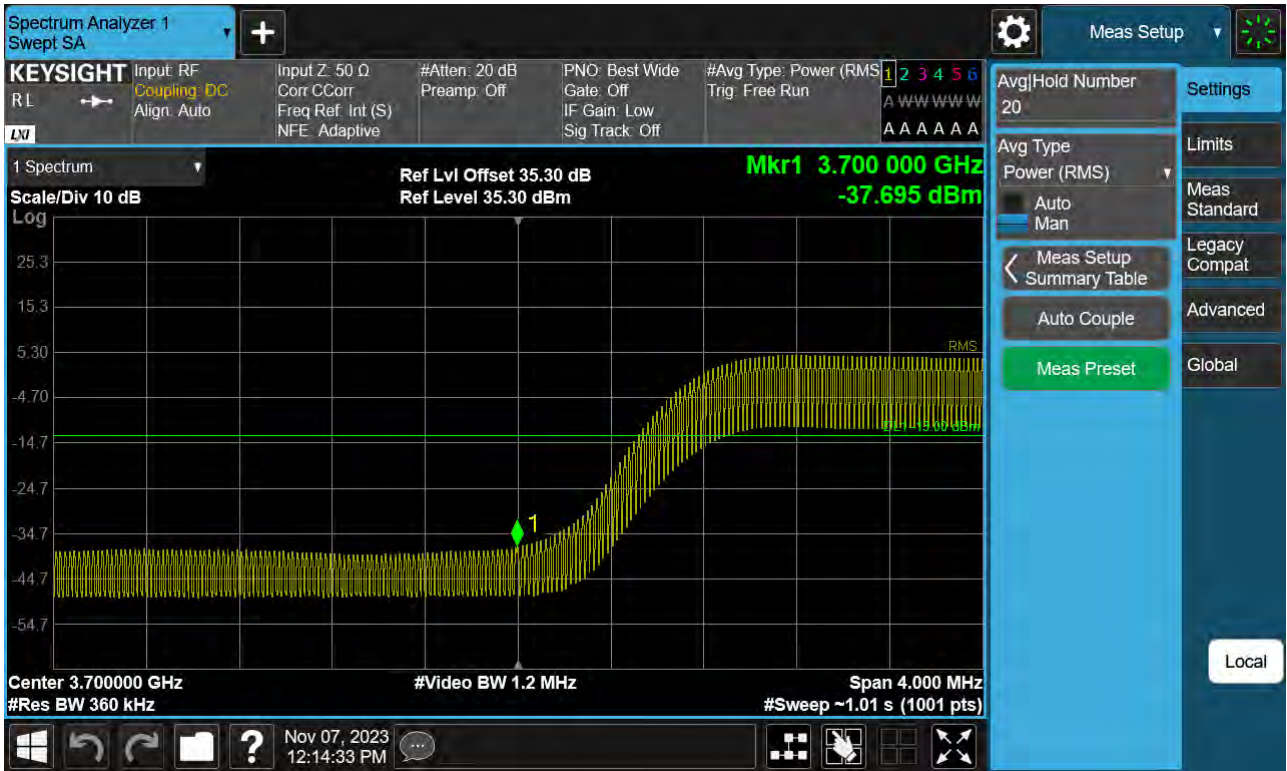 Spectrum Analyzer 1
Swept SA
Meas Setup
KEYSIGHT
RL
LXI
Input: RF
Coupling: DC
Align: Auto
Input Z: 50 Ω
Corr CCorr
Freq Ref: Int (S)
NFE: Adaptive
#Atten: 20 dB
Preamp: Off
PNO: Best Wide
Gate: Off
IF Gain: Low
Sig Track: Off
#Avg Type: Power (RMS
Trig: Free Run
1 2 3 4 5 6
A W W W W W
A A A A A A
1 Spectrum
Scale/Div 10 dB
Log
Ref Lvl Offset 35.30 dB
Ref Level 35.30 dBm
Mkr1 3.700 000 GHz
-37.695 dBm
25.3
15.3
5.30
-4.70
-14.7
-24.7
-34.7
-44.7
-54.7
RMS
DL1 -13.00 dBm
1
Center 3.700000 GHz
#Res BW 360 kHz
#Video BW 1.2 MHz
Span 4.000 MHz
#Sweep ~1.01 s (1001 pts)
Avg|Hold Number
20
Avg Type
Power (RMS)
Auto
Man
Meas Setup
Summary Table
Auto Couple
Meas Preset
Settings
Limits
Meas
Standard
Legacy
Compat
Advanced
Global
Local
?
Nov 07, 2023
12:14:33 PM